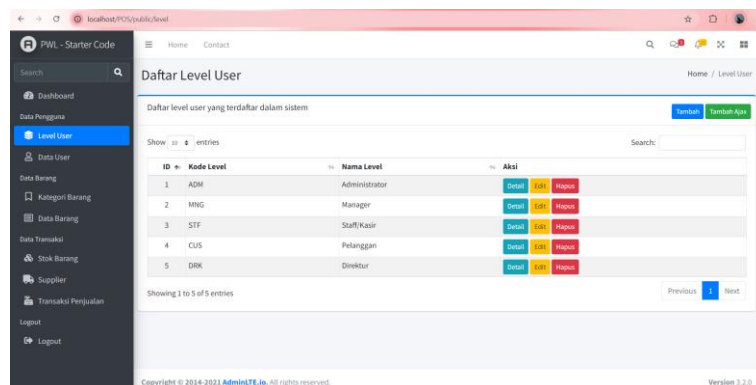 localhost/POS/public/level
PWL - Starter Code
Home Contact
Search
Daftar Level User
Home / Level User
Dashboard
Data Pengguna
Daftar level user yang terdaftar dalam sistem
Tambah Tambah Ajax
Level User
Data User
Show 10 entries
Search:
Data Barang
ID Kode Level Nama Level Aksi
Kategori Barang
1 ADM Administrator Detail Edit Hapus
Data Barang
2 MNG Manager Detail Edit Hapus
Data Transaksi
3 STF Staff/Kasir Detail Edit Hapus
Stok Barang
4 CUS Pelanggan Detail Edit Hapus
Supplier
5 DRK Direktur Detail Edit Hapus
Transaksi Penjualan
Showing 1 to 5 of 5 entries
Previous 1 Next
Logout
Logout
Copyright © 2014-2021 AdminLTE.io. All rights reserved.
Version 3.2.0